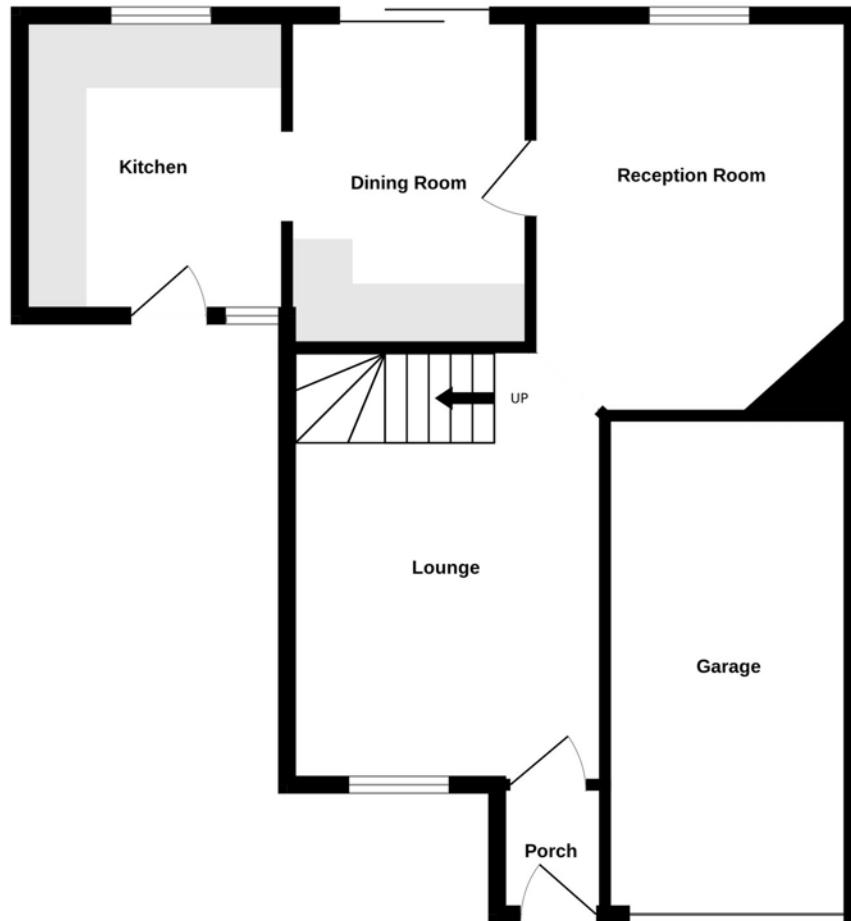 Kitchen
Dining Room
Reception Room
UP
Lounge
Garage
Porch